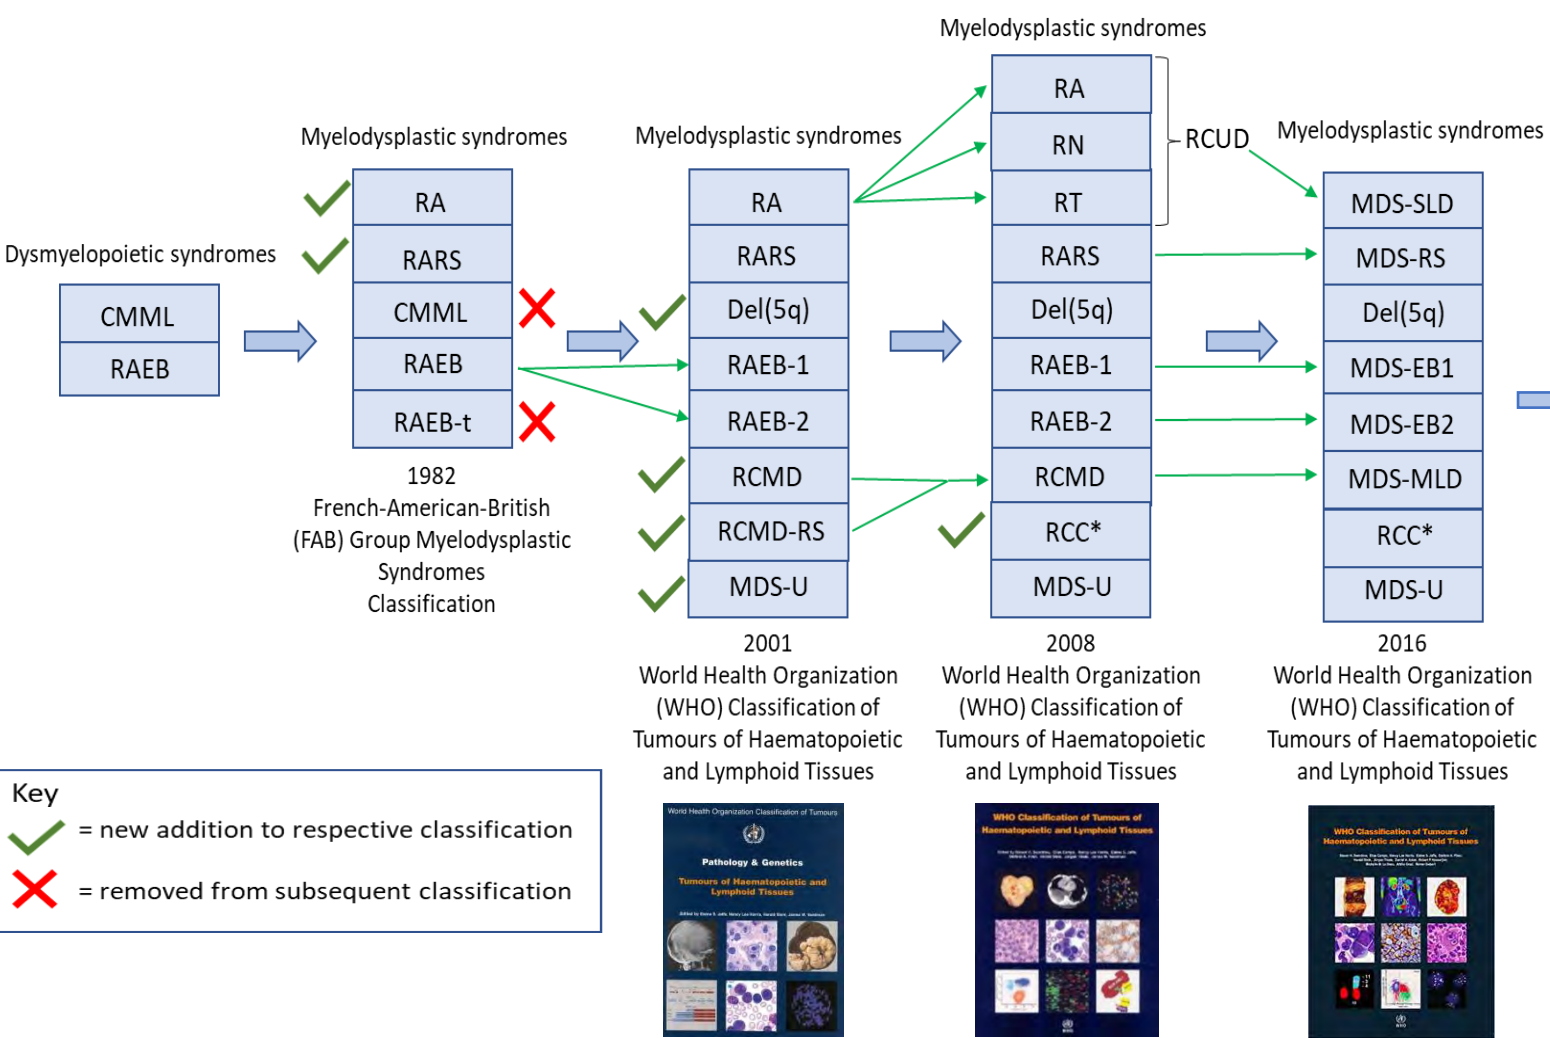 Dysmyelopoietic syndromes
CMML
RAEB
Myelodysplastic syndromes
RA
RARS
CMML
RAEB
RAEB-t
1982
French-American-British
(FAB) Group Myelodysplastic
Syndromes
Classification
Myelodysplastic syndromes
RA
RARS
Del(5q)
RAEB-1
RAEB-2
RCMD
RCMD-RS
MDS-U
2001
World Health Organization
(WHO) Classification of
Tumours of Haematopoietic
and Lymphoid Tissues
Myelodysplastic syndromes
RA
RN
RT
RCUD
RARS
Del(5q)
RAEB-1
RAEB-2
RCMD
RCC*
MDS-U
2008
World Health Organization
(WHO) Classification of
Tumours of Haematopoietic
and Lymphoid Tissues
Myelodysplastic syndromes
MDS-SLD
MDS-RS
Del(5q)
MDS-EB1
MDS-EB2
MDS-MLD
RCC*
MDS-U
2016
World Health Organization
(WHO) Classification of
Tumours of Haematopoietic
and Lymphoid Tissues
Key
= new addition to respective classification
= removed from subsequent classification
World Health Organization Classification of Tumours
Pathology & Genetics
Tumours of Haematopoietic and
Lymphoid Tissues
WHO Classification of Tumours of
Haematopoietic and Lymphoid Tissues
WHO Classification of Tumours of
Haematopoietic and Lymphoid Tissues
WHO